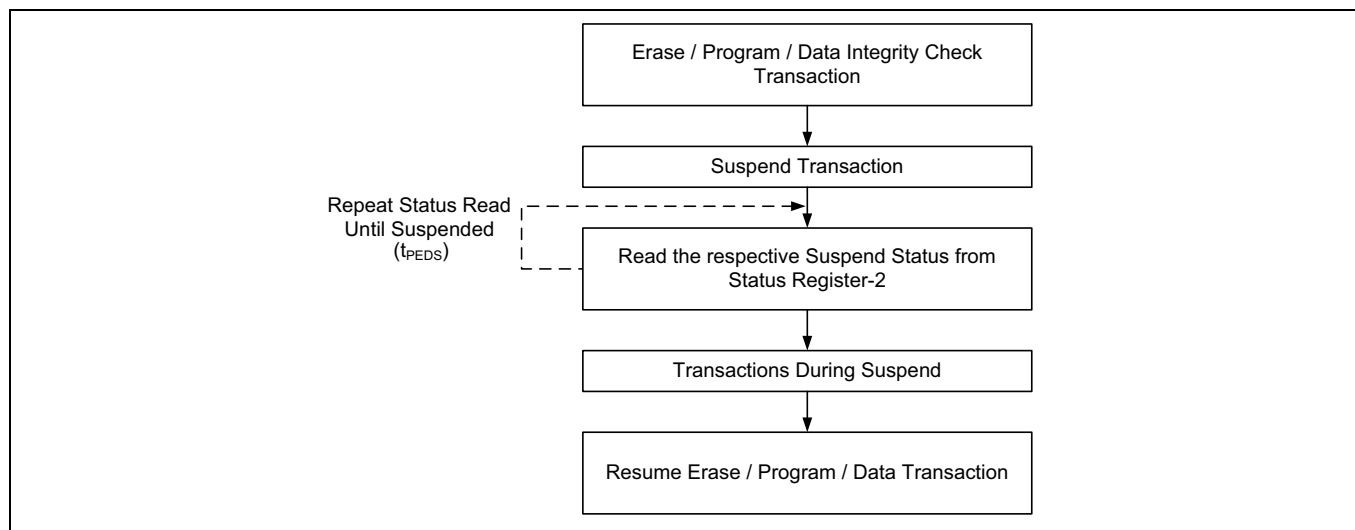 Erase / Program / Data Integrity Check
Transaction
Suspend Transaction
Repeat Status Read
Until Suspended
(tPEDS)
Read the respective Suspend Status from
Status Register-2
Transactions During Suspend
Resume Erase / Program / Data Transaction